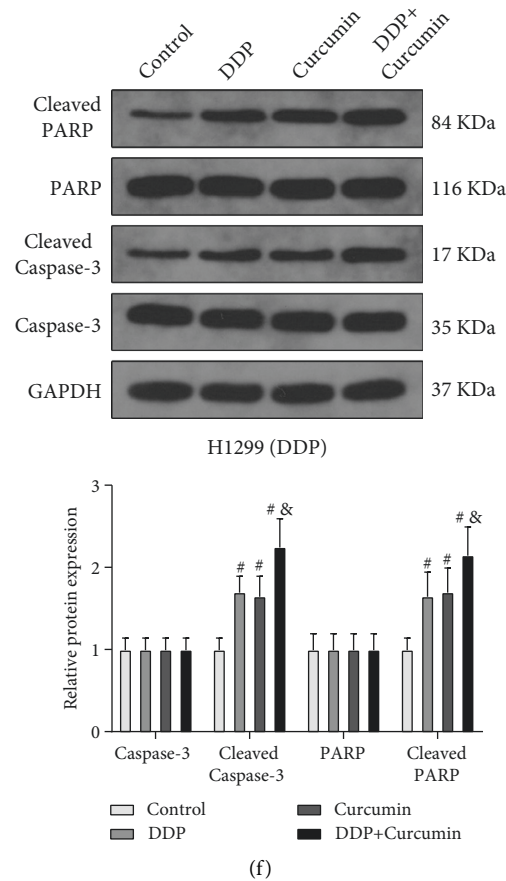 Control
DDP
Curcumin
DDP+
Curcumin
Cleaved
PARP
84 KDa
PARP
116 KDa
Cleaved
Caspase-3
17 KDa
Caspase-3
35 KDa
GAPDH
37 KDa
H1299 (DDP)
Relative protein expression
3
2
1
0
# &
# #
# &
# #
Caspase-3
Cleaved
Caspase-3
PARP
Cleaved
PARP
Control
DDP
Curcumin
DDP+Curcumin
(f)